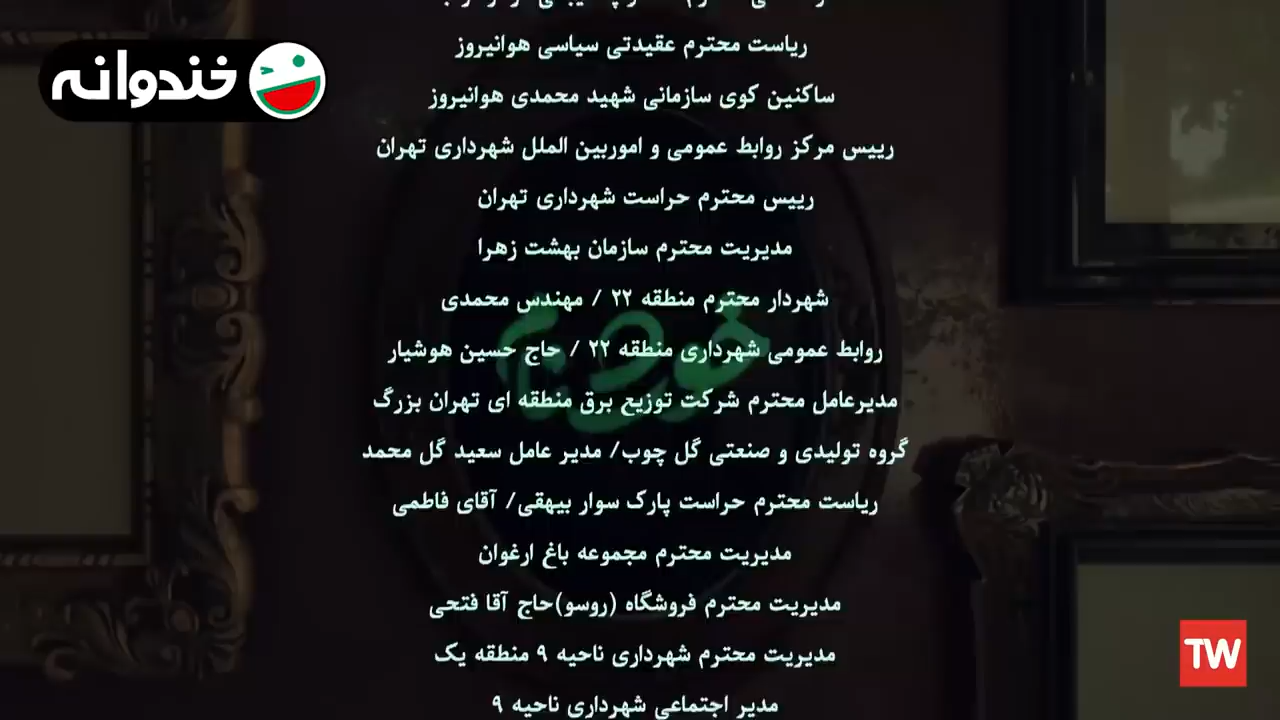 خندوانه
ریاست محترم عقیدتی سیاسی هوانیروز
ساکنین کوی سازمانی شهید محمدی هوانیروز
رییس مرکز روابط عمومی و اموربین الملل شهرداری تهران
رییس محترم حراست شهرداری تهران
مدیریت محترم سازمان بهشت زهرا
شهردار محترم منطقه ۲۲ / مهندس محمدی
روابط عمومی شهرداری منطقه ۲۲ / حاج حسین هوشیار
مدیرعامل محترم شرکت توزیع برق منطقه ای تهران بزرگ
گروه تولیدی و صنعتی گل چوب/ مدیر عامل سعید گل محمد
ریاست محترم حراست پارک سوار بیهقی/ آقای فاطمی
مدیریت محترم مجموعه باغ ارغوان
مدیریت محترم فروشگاه (روسو)حاج آقا فتحی
مدیریت محترم شهرداری ناحیه ۹ منطقه یک
مدیر اجتماعی شهرداری ناحیه ۹
TW